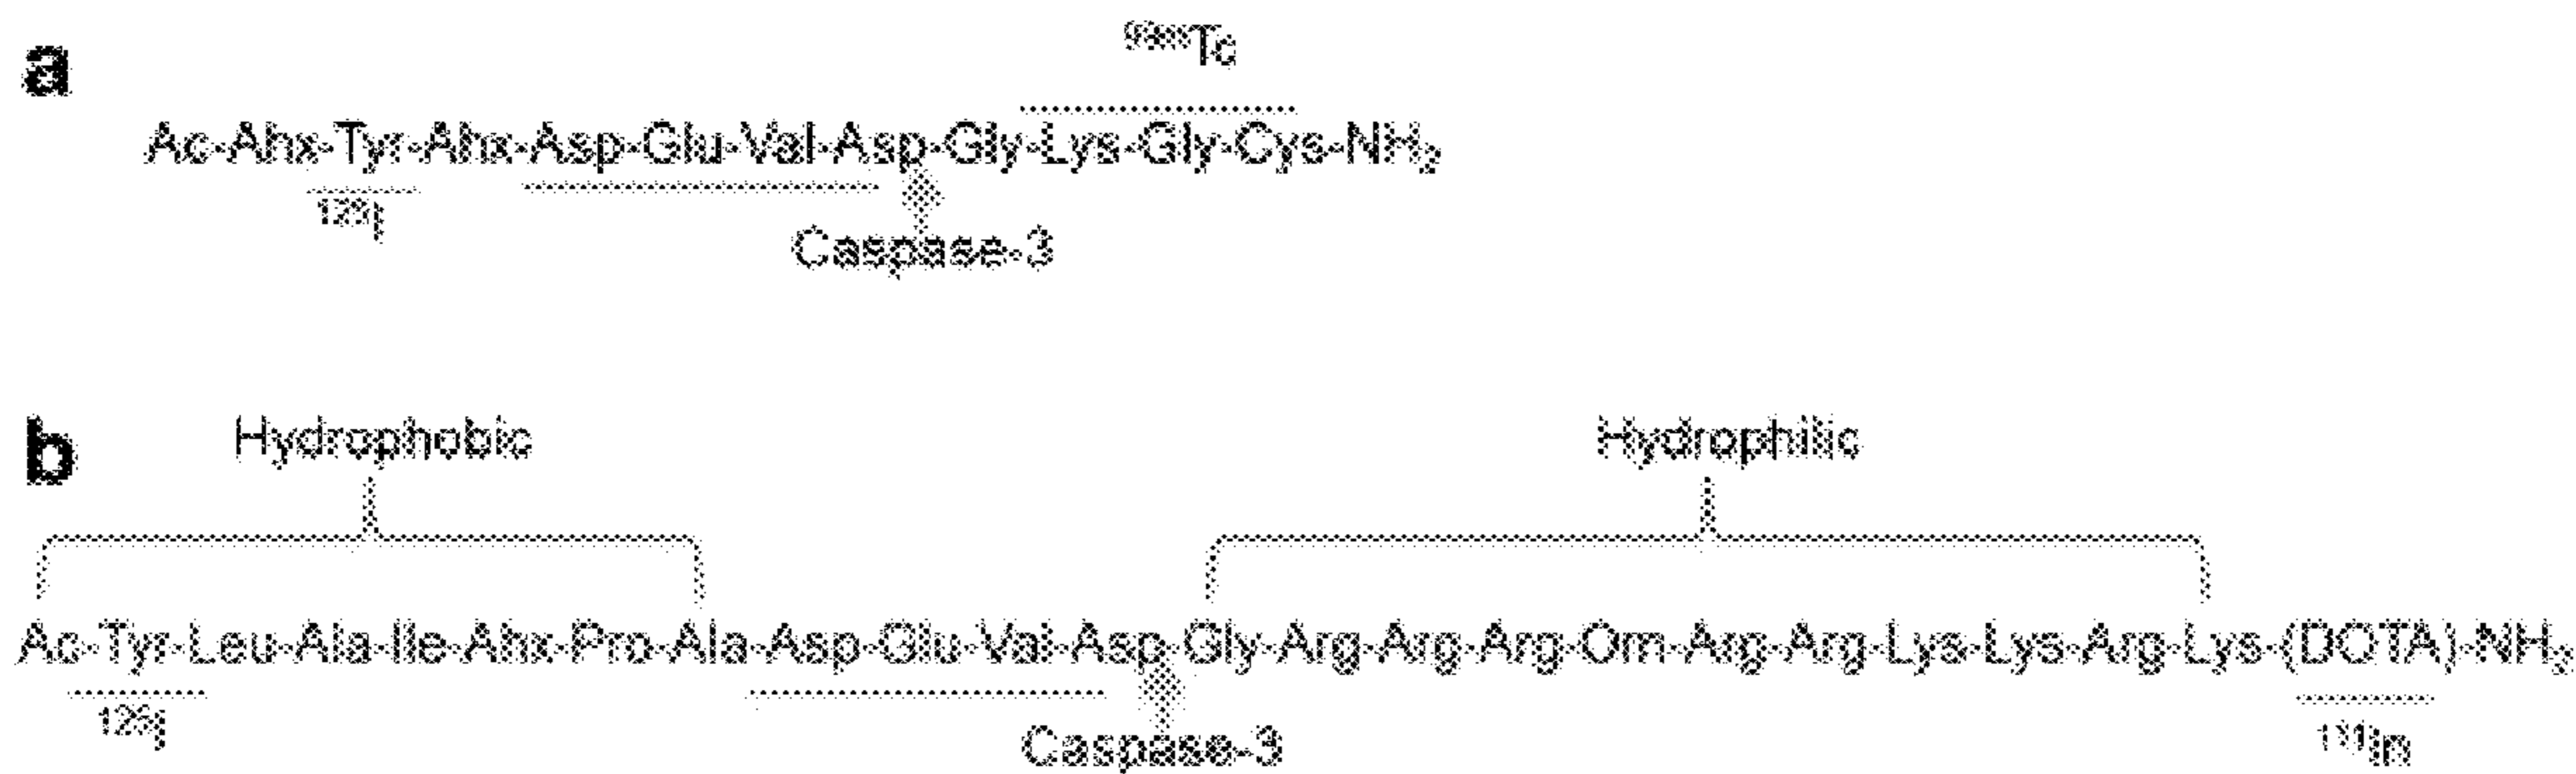 a
⁹⁹ᵐTc
Ac-Ahx-Tyr-Ahx-Asp-Glu-Val-Asp-Gly-Lys-Gly-Cys-NH₂
¹²⁵I
Caspase-3
b
Hydrophobic
Hydrophilic
Ac-Tyr-Leu-Ala-Ile-Ahx-Pro-Ala-Asp-Glu-Val-Asp-Gly-Arg-Arg-Arg-Orn-Arg-Arg-Lys-Lys-Arg-Lys-(DOTA)-NH₂
¹²⁵I
Caspase-3
¹¹¹In